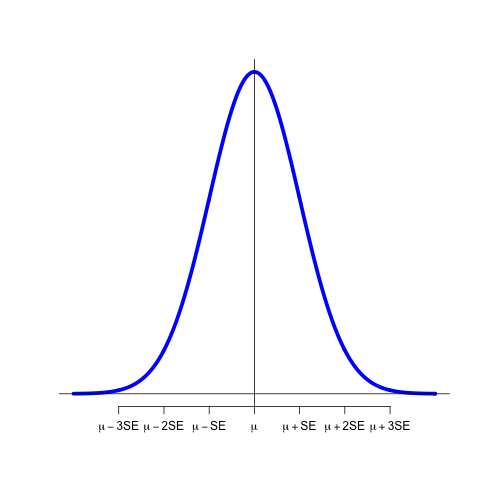 μ − 3SE μ − 2SE μ − SE μ μ + SE μ + 2SE μ + 3SE